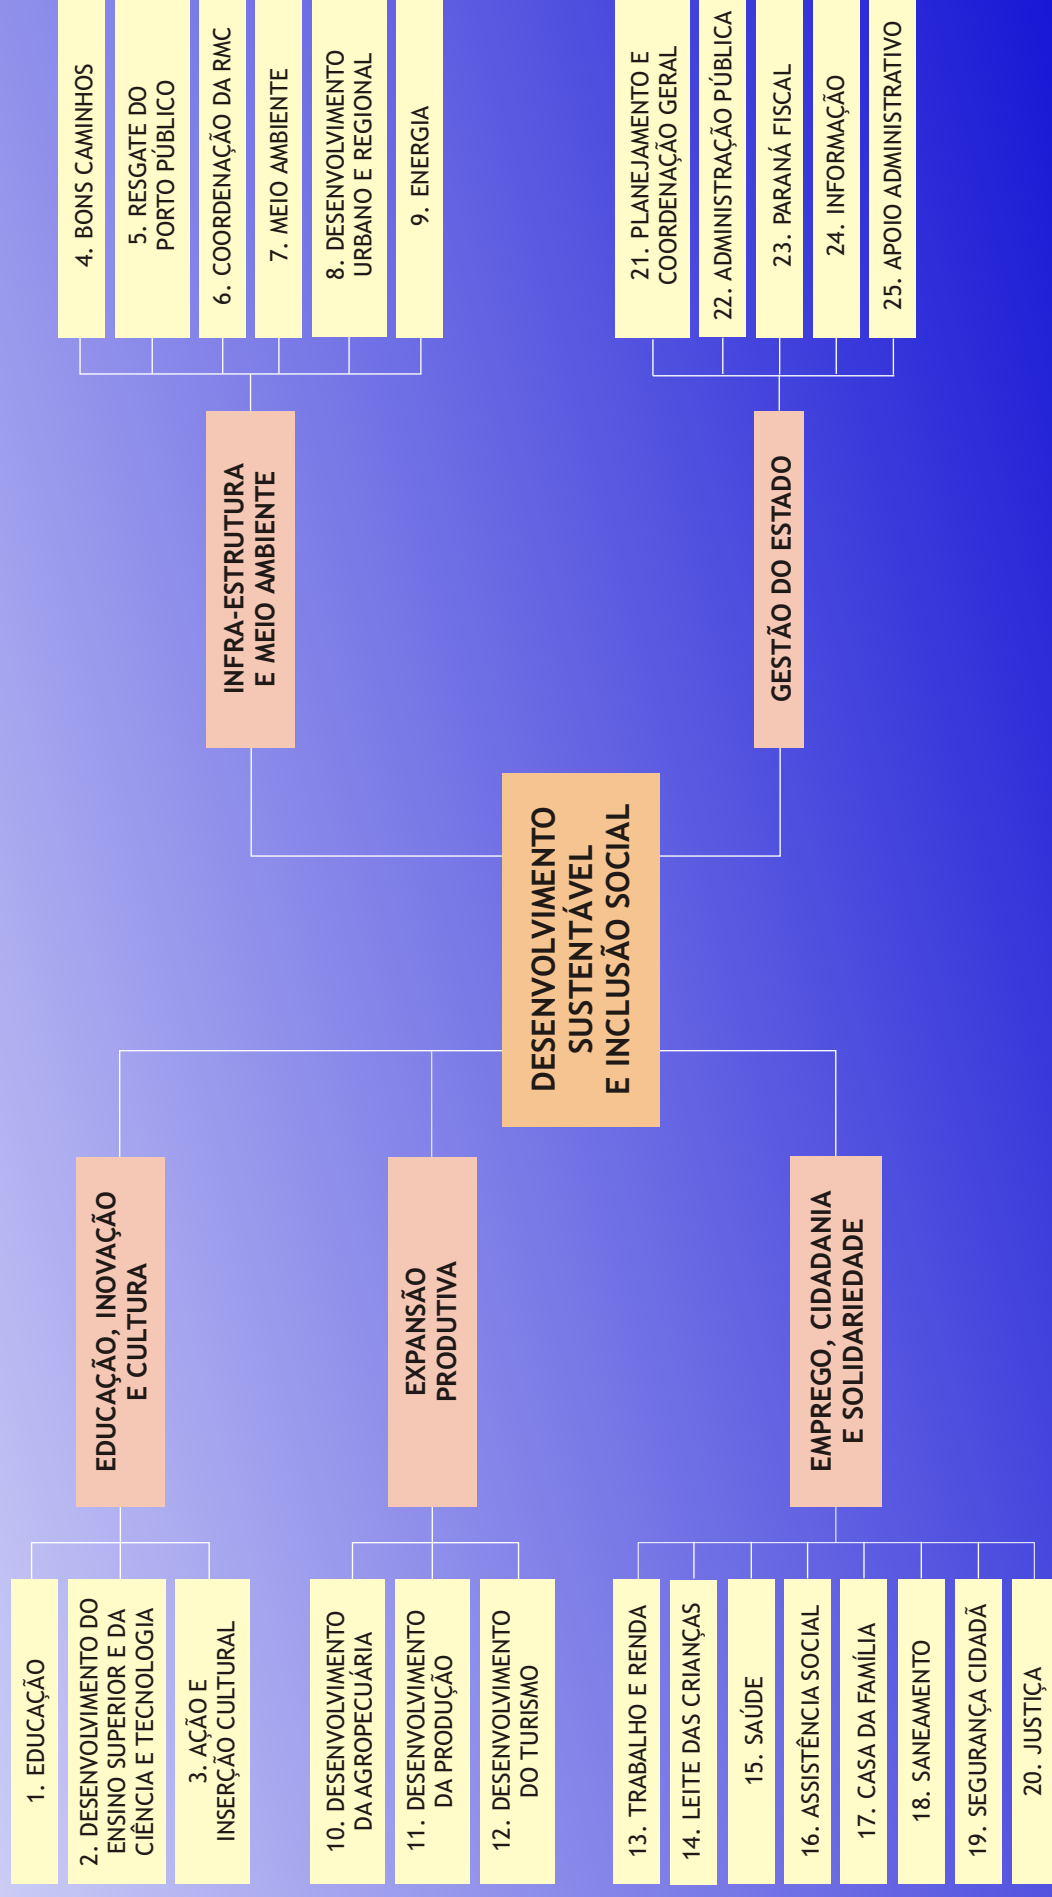 1. EDUCAÇÃO
2. DESENVOLVIMENTO DO
ENSINO SUPERIOR E DA
CIÊNCIA E TECNOLOGIA
3. AÇÃO E
INSERÇÃO CULTURAL
EDUCAÇÃO, INOVAÇÃO
E CULTURA
10. DESENVOLVIMENTO
DA AGROPECUÁRIA
11. DESENVOLVIMENTO
DA PRODUÇÃO
12. DESENVOLVIMENTO
DO TURISMO
EXPANSÃO
PRODUTIVA
13. TRABALHO E RENDA
14. LEITE DAS CRIANÇAS
15. SAÚDE
16. ASSISTÊNCIA SOCIAL
17. CASA DA FAMÍLIA
18. SANEAMENTO
19. SEGURANÇA CIDADÃ
20. JUSTIÇA
EMPREGO, CIDADANIA
E SOLIDARIEDADE
DESENVOLVIMENTO
SUSTENTÁVEL
E INCLUSÃO SOCIAL
INFRA-ESTRUTURA
E MEIO AMBIENTE
4. BONS CAMINHOS
5. RESGATE DO
PORTO PÚBLICO
6. COORDENAÇÃO DA RMC
7. MEIO AMBIENTE
8. DESENVOLVIMENTO
URBANO E REGIONAL
9. ENERGIA
GESTÃO DO ESTADO
21. PLANEJAMENTO E
COORDENAÇÃO GERAL
22. ADMINISTRAÇÃO PÚBLICA
23. PARANÁ FISCAL
24. INFORMAÇÃO
25. APOIO ADMINISTRATIVO